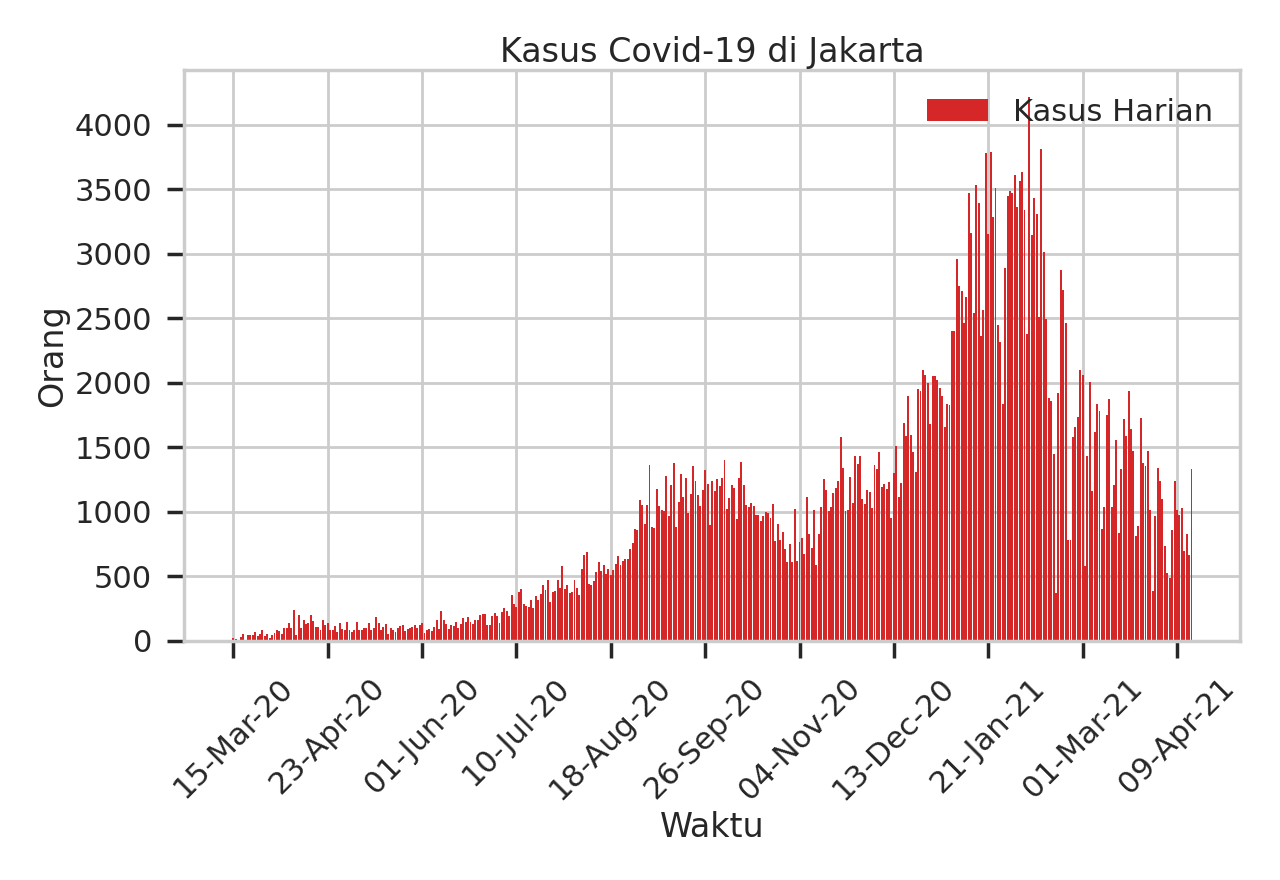 Kasus Covid-19 di Jakarta
Kasus Harian
Orang
4000
3500
3000
2500
2000
1500
1000
500
0
15-Mar-20
23-Apr-20
01-Jun-20
10-Jul-20
18-Aug-20
26-Sep-20
04-Nov-20
13-Dec-20
21-Jan-21
01-Mar-21
09-Apr-21
Waktu